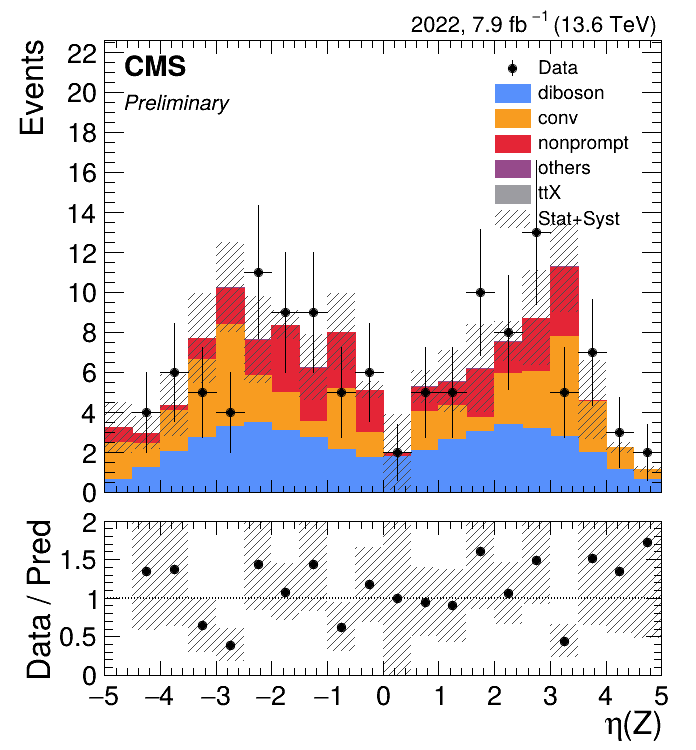 2022, 7.9 fb⁻¹ (13.6 TeV)
Events
CMS
Preliminary
Data
diboson
conv
nonprompt
others
ttX
Stat+Syst
22
20
18
16
14
12
10
8
6
4
2
0
Data / Pred
2
1.5
1
0.5
0
−5 −4 −3 −2 −1 0 1 2 3 4 5
η(Z)